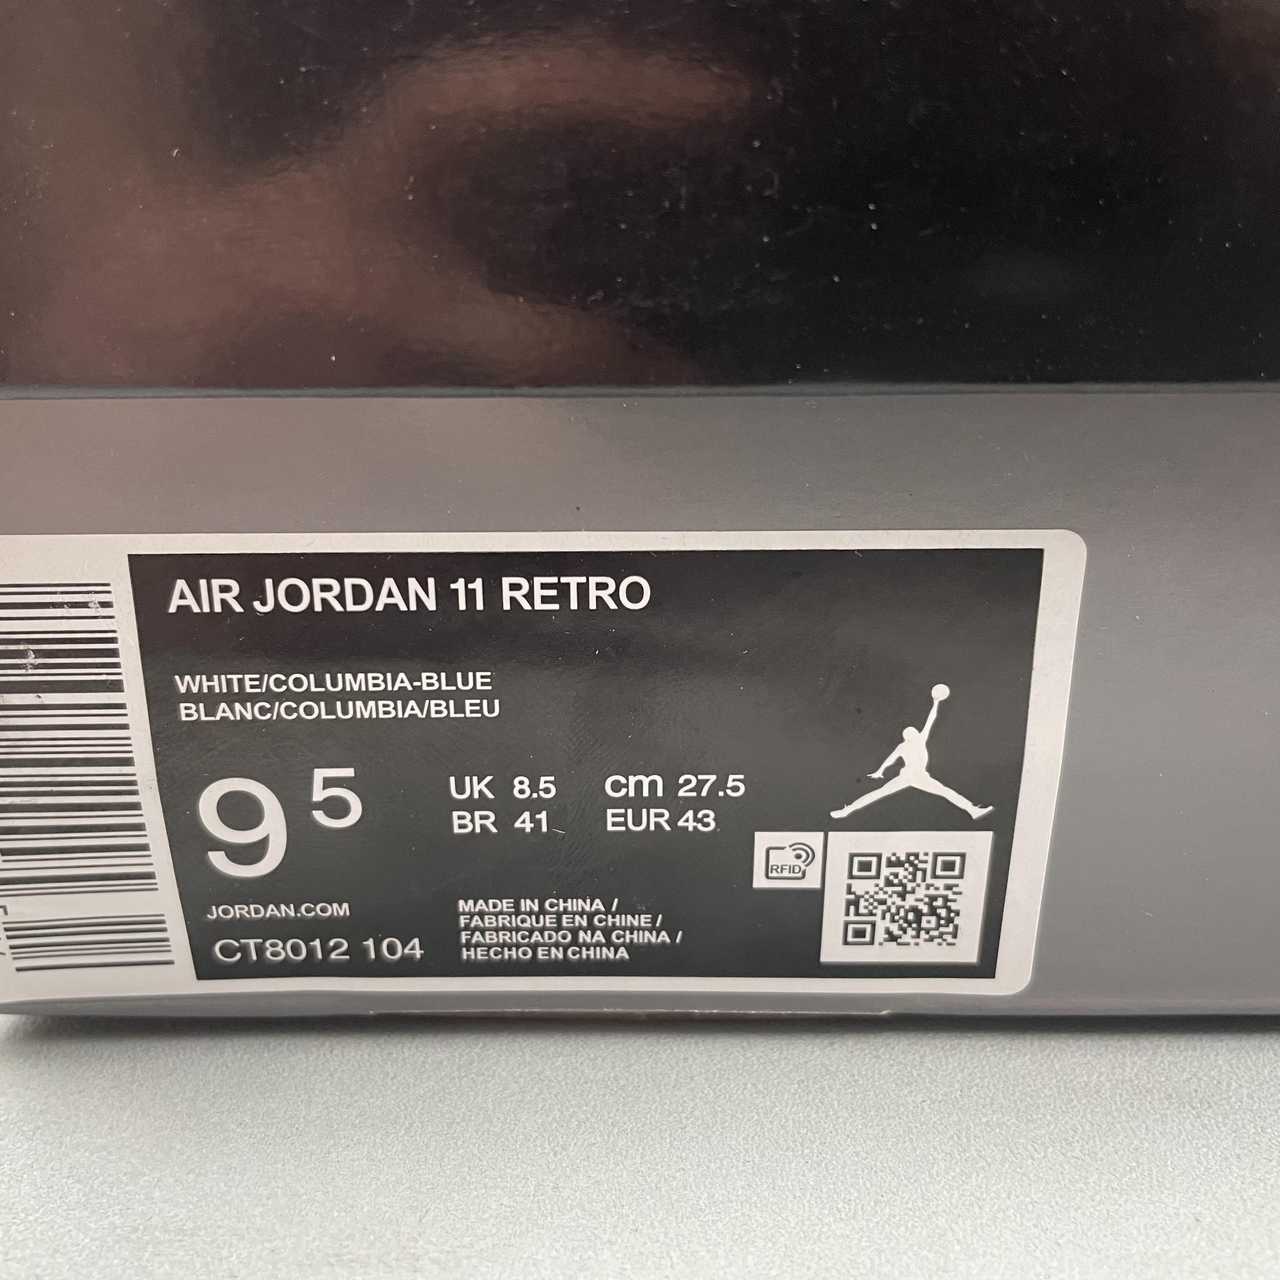 AIR JORDAN 11 RETRO
WHITE/COLUMBIA-BLUE
BLANC/COLUMBIA/BLEU
9 5
UK 8.5 cm 27.5
BR 41 EUR 43
RFID
JORDAN.COM
CT8012 104
MADE IN CHINA /
FABRIQUE EN CHINE /
FABRICADO NA CHINA /
HECHO EN CHINA